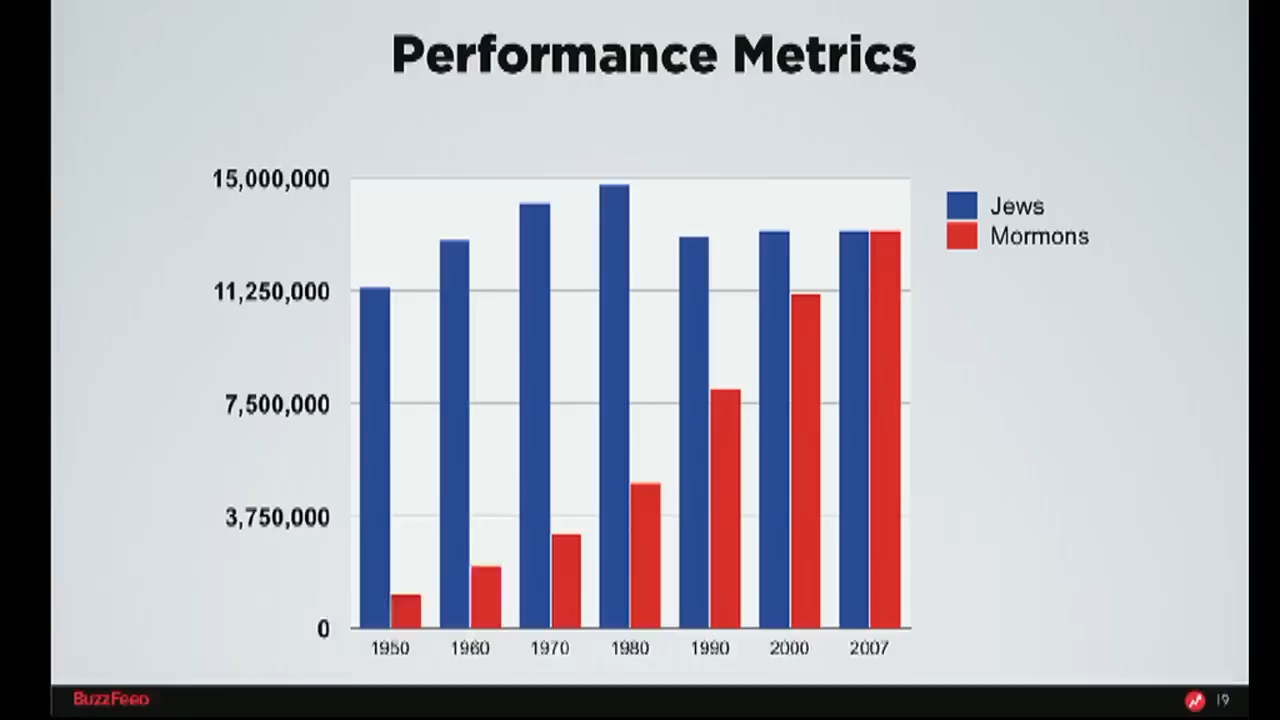 Performance Metrics
15,000,000
11,250,000
7,500,000
3,750,000
0
1950 1960 1970 1980 1990 2000 2007
Jews
Mormons
BuzzFeed
19